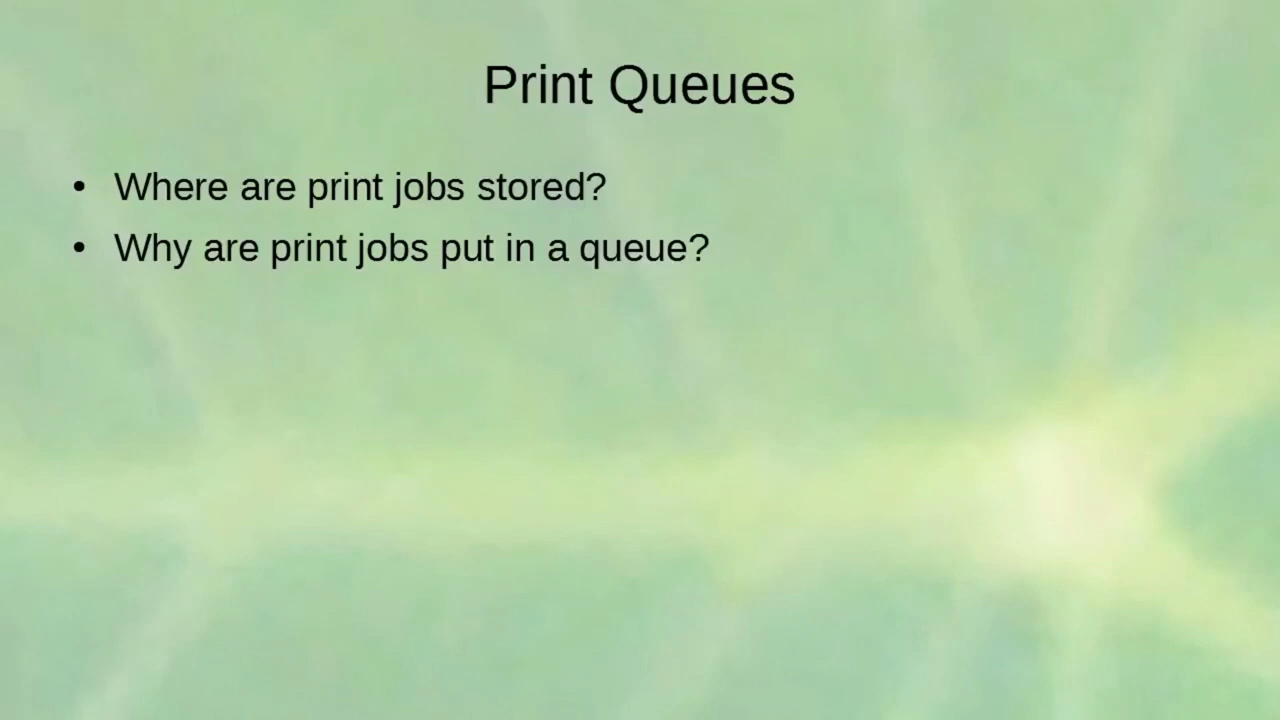 Print Queues
• Where are print jobs stored?
• Why are print jobs put in a queue?